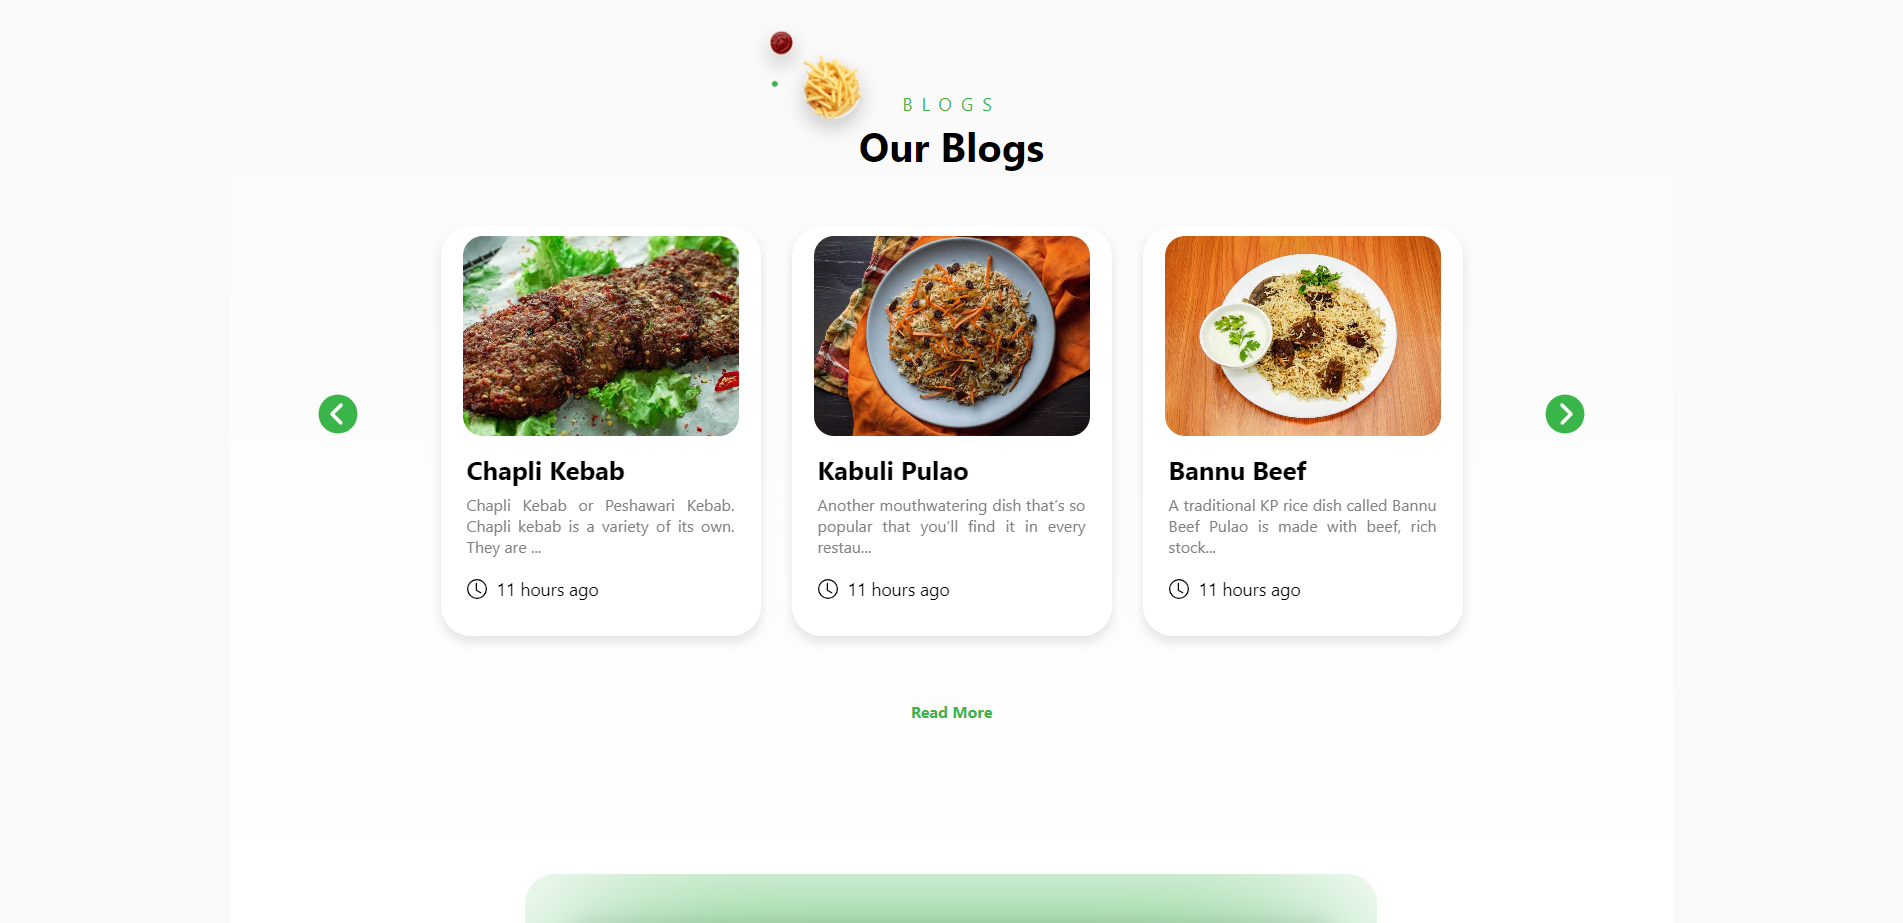 BLOGS
Our Blogs
Chapli Kebab
Chapli Kebab or Peshawari Kebab.
Chapli kebab is a variety of its own.
They are ...
11 hours ago
Kabuli Pulao
Another mouthwatering dish that's so
popular that you'll find it in every
restau...
11 hours ago
Bannu Beef
A traditional KP rice dish called Bannu
Beef Pulao is made with beef, rich
stock...
11 hours ago
Read More